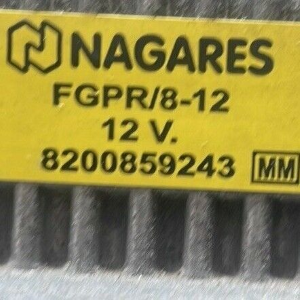 NAGARES
FGPR/8-12
12 V.
8200859243 MM